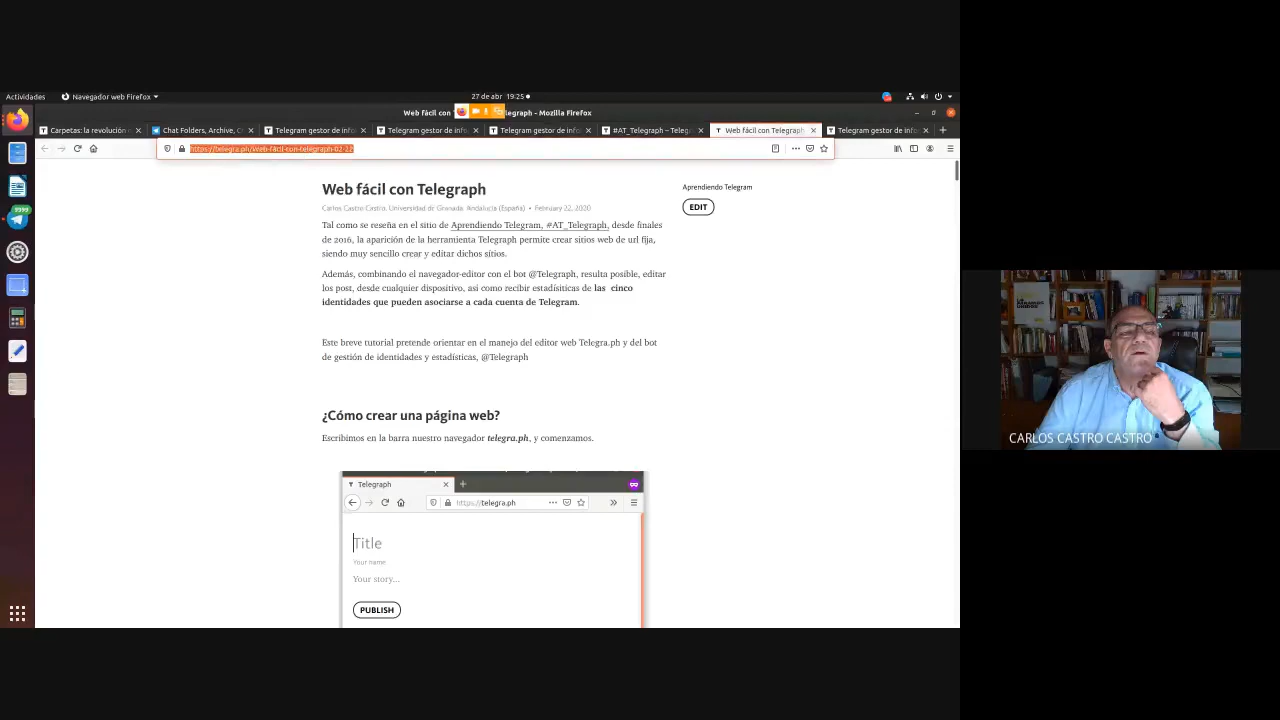 Actividades
Navegador web Firefox
27 de abr 19:25
Web fácil con
legraph - Mozilla Firefox
Carpetas: la revolución
Chat Folders, Archive, C
Telegram gestor de info
Telegram gestor de info
Telegram gestor de info
#AT_Telegraph – Teleg
Web fácil con Telegraph
Telegram gestor de info
https://telegra.ph/Web-fácil-con-telegraph-02-22
Web fácil con Telegraph
Carlos Castro Castro. Universidad de Granada. #Andalucía (España) • February 22, 2020
Aprendiendo Telegram
EDIT
Tal como se reseña en el sitio de Aprendiendo Telegram, #AT_Telegraph, desde finales
de 2016, la aparición de la herramienta Telegraph permite crear sitios web de url fija,
siendo muy sencillo crear y editar dichos sitios.
Además, combinando el navegador-editor con el bot @Telegraph, resulta posible, editar
los post, desde cualquier dispositivo, así como recibir estadísiticas de las cinco
identidades que pueden asociarse a cada cuenta de Telegram.
Este breve tutorial pretende orientar en el manejo del editor web Telegra.ph y del bot
de gestión de identidades y estadísticas, @Telegraph
¿Cómo crear una página web?
Escribimos en la barra nuestro navegador telegra.ph, y comenzamos.
Telegraph
https://telegra.ph
Title
Your name
Your story...
PUBLISH
CARLOS CASTRO CASTRO